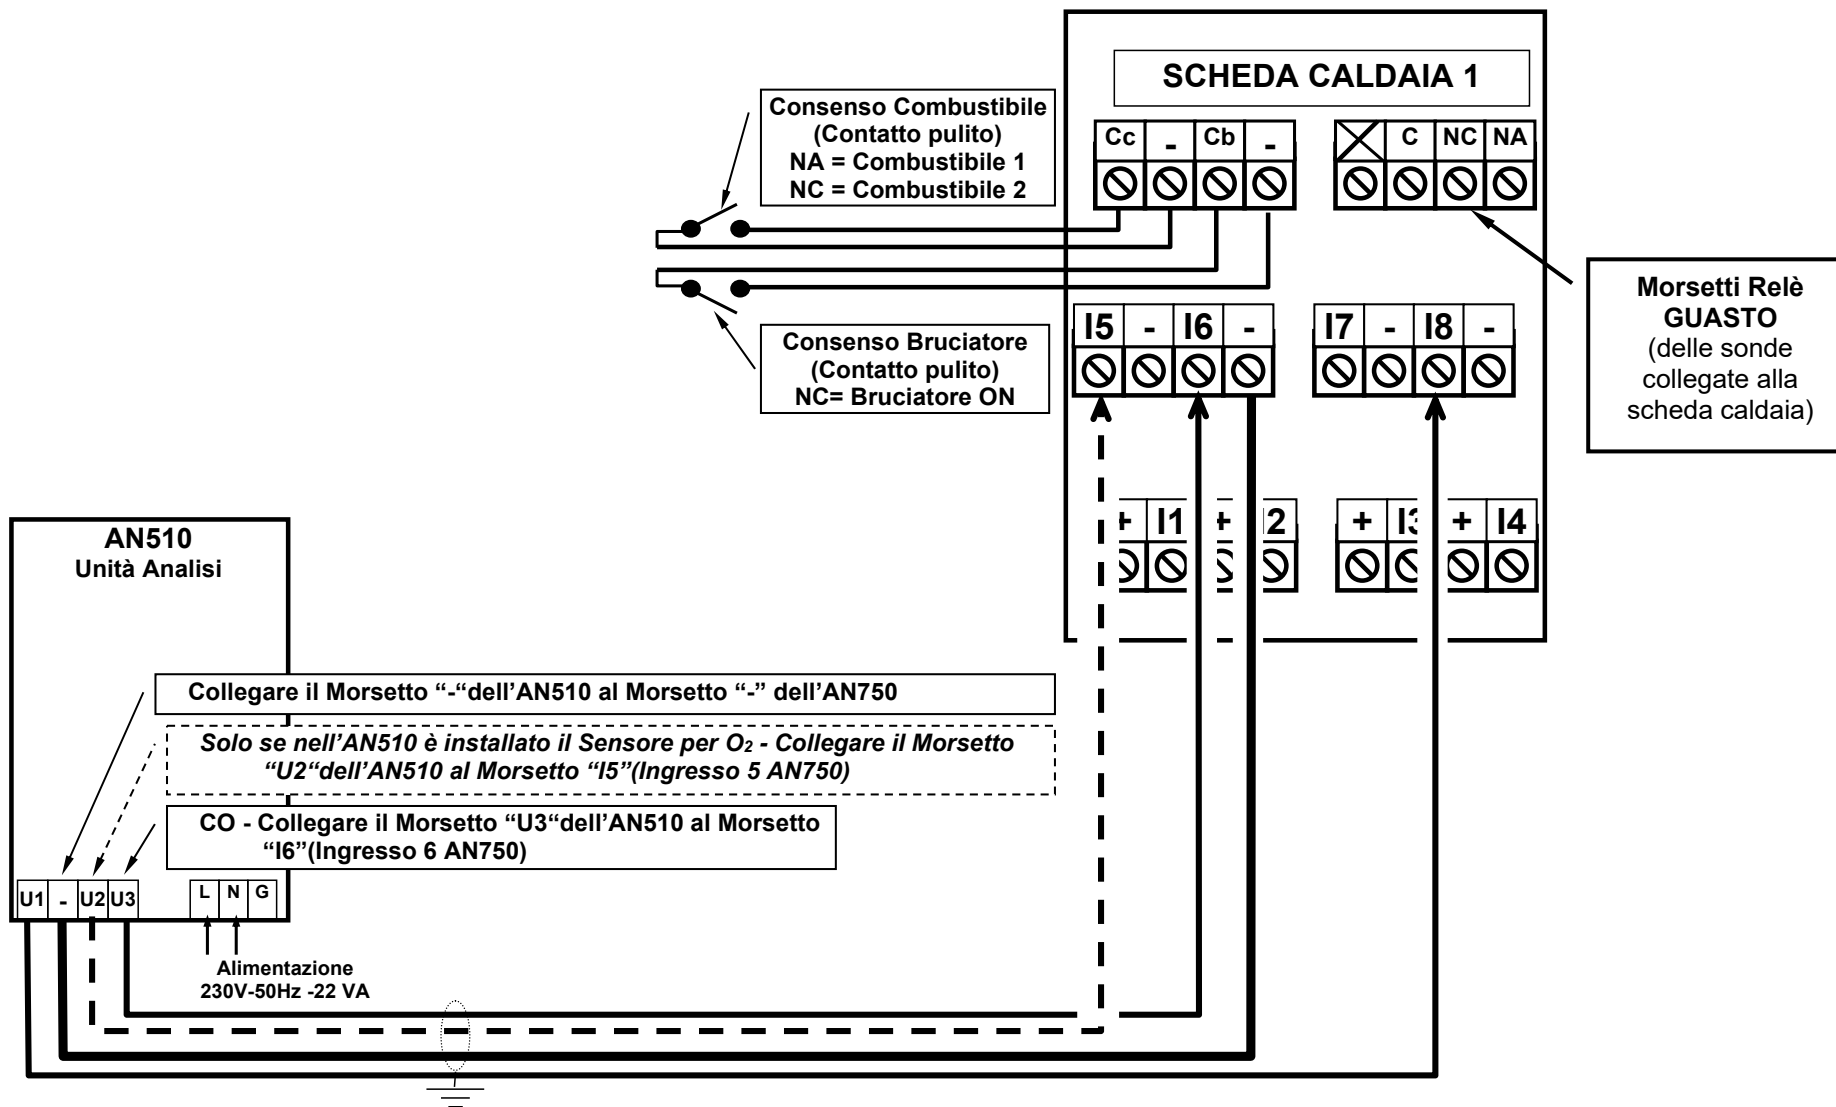 SCHEDA CALDAIA 1
Consenso Combustibile
(Contatto pulito)
NA = Combustibile 1
NC = Combustibile 2
Cc - Cb -
C NC NA
Morsetti Relè
GUASTO
(delle sonde
collegate alla
scheda caldaia)
Consenso Bruciatore
(Contatto pulito)
NC= Bruciatore ON
I5 - I6 -
I7 - I8 -
+ I1 + I2
+ I3 + I4
AN510
Unità Analisi
Collegare il Morsetto “-“dell’AN510 al Morsetto “-” dell’AN750
Solo se nell’AN510 è installato il Sensore per O₂ - Collegare il Morsetto
“U2“dell’AN510 al Morsetto “I5”(Ingresso 5 AN750)
CO - Collegare il Morsetto “U3“dell’AN510 al Morsetto
“I6”(Ingresso 6 AN750)
U1 - U2 U3
L N G
Alimentazione
230V-50Hz -22 VA